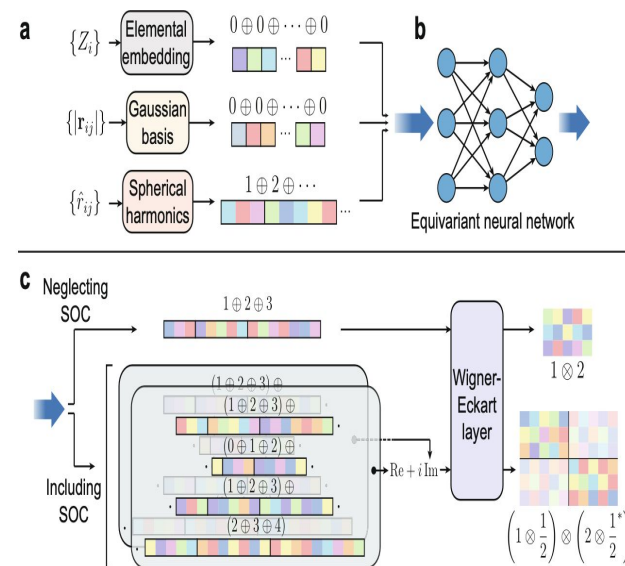 a
{Z_i}
Elemental
embedding
0 ⊕ 0 ⊕ ⋯ ⊕ 0
...
{|r_ij|}
Gaussian
basis
0 ⊕ 0 ⊕ ⋯ ⊕ 0
...
{r̂_ij}
Spherical
harmonics
1 ⊕ 2 ⊕ ⋯
...
b
Equivariant neural network
c
Neglecting
SOC
1 ⊕ 2 ⊕ 3
Including
SOC
(1 ⊕ 2 ⊕ 3) ⊕
(1 ⊕ 2 ⊕ 3) ⊕
(0 ⊕ 1 ⊕ 2) ⊕
(1 ⊕ 2 ⊕ 3) ⊕
(2 ⊕ 3 ⊕ 4)
Re + i Im
Wigner-
Eckart
layer
1 ⊗ 2
(1 ⊗ 1/2) ⊗ (2 ⊗ 1/2*)